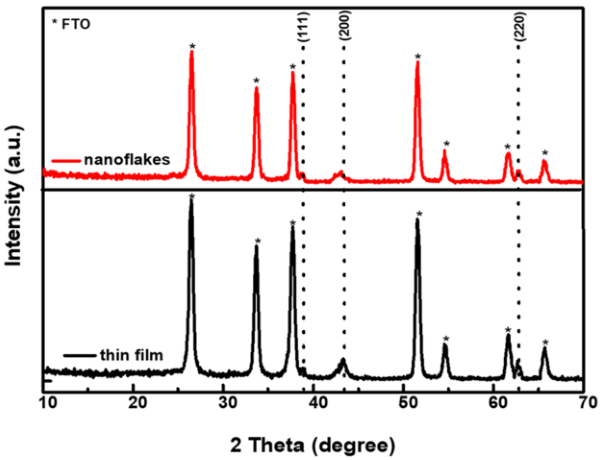 * FTO
(111)
(200)
(220)
* * * * * * * *
nanoflakes
* * * * * * * *
thin film
Intensity (a.u.)
10 20 30 40 50 60 70
2 Theta (degree)